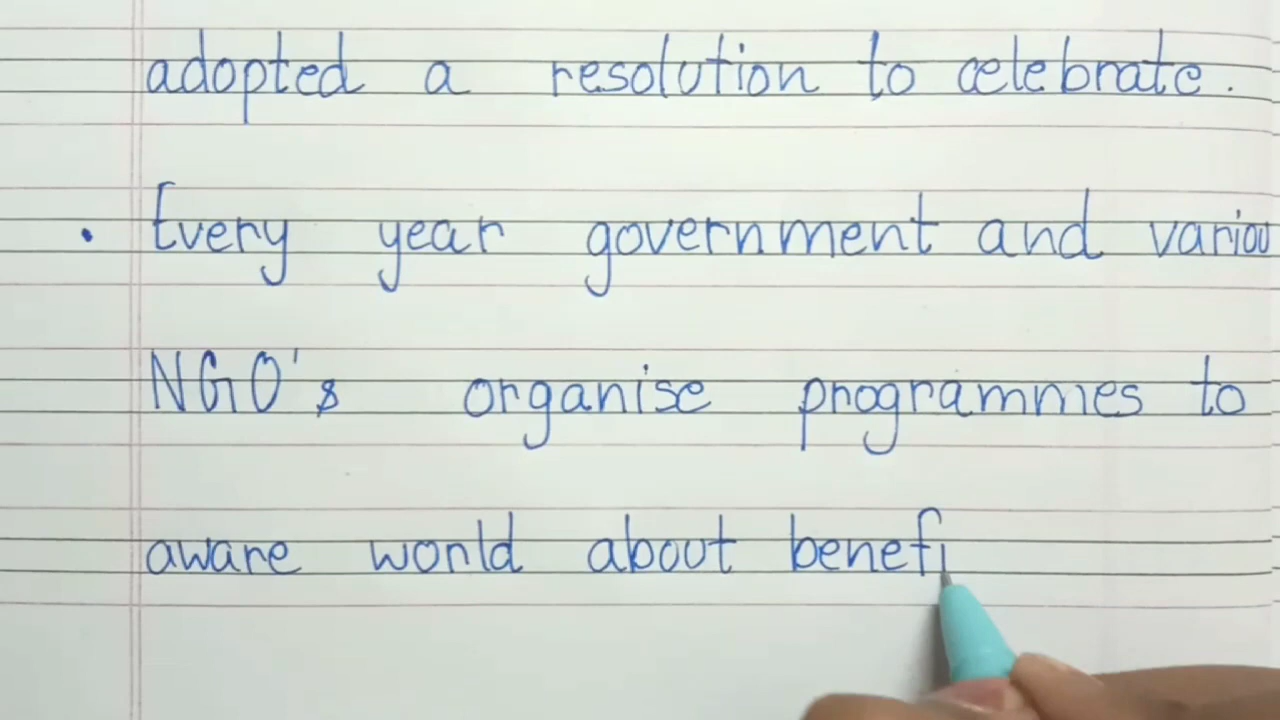 adopted a resolution to celebrate.
• Every year government and variou
NGO's organise programmes to
aware world about benefi